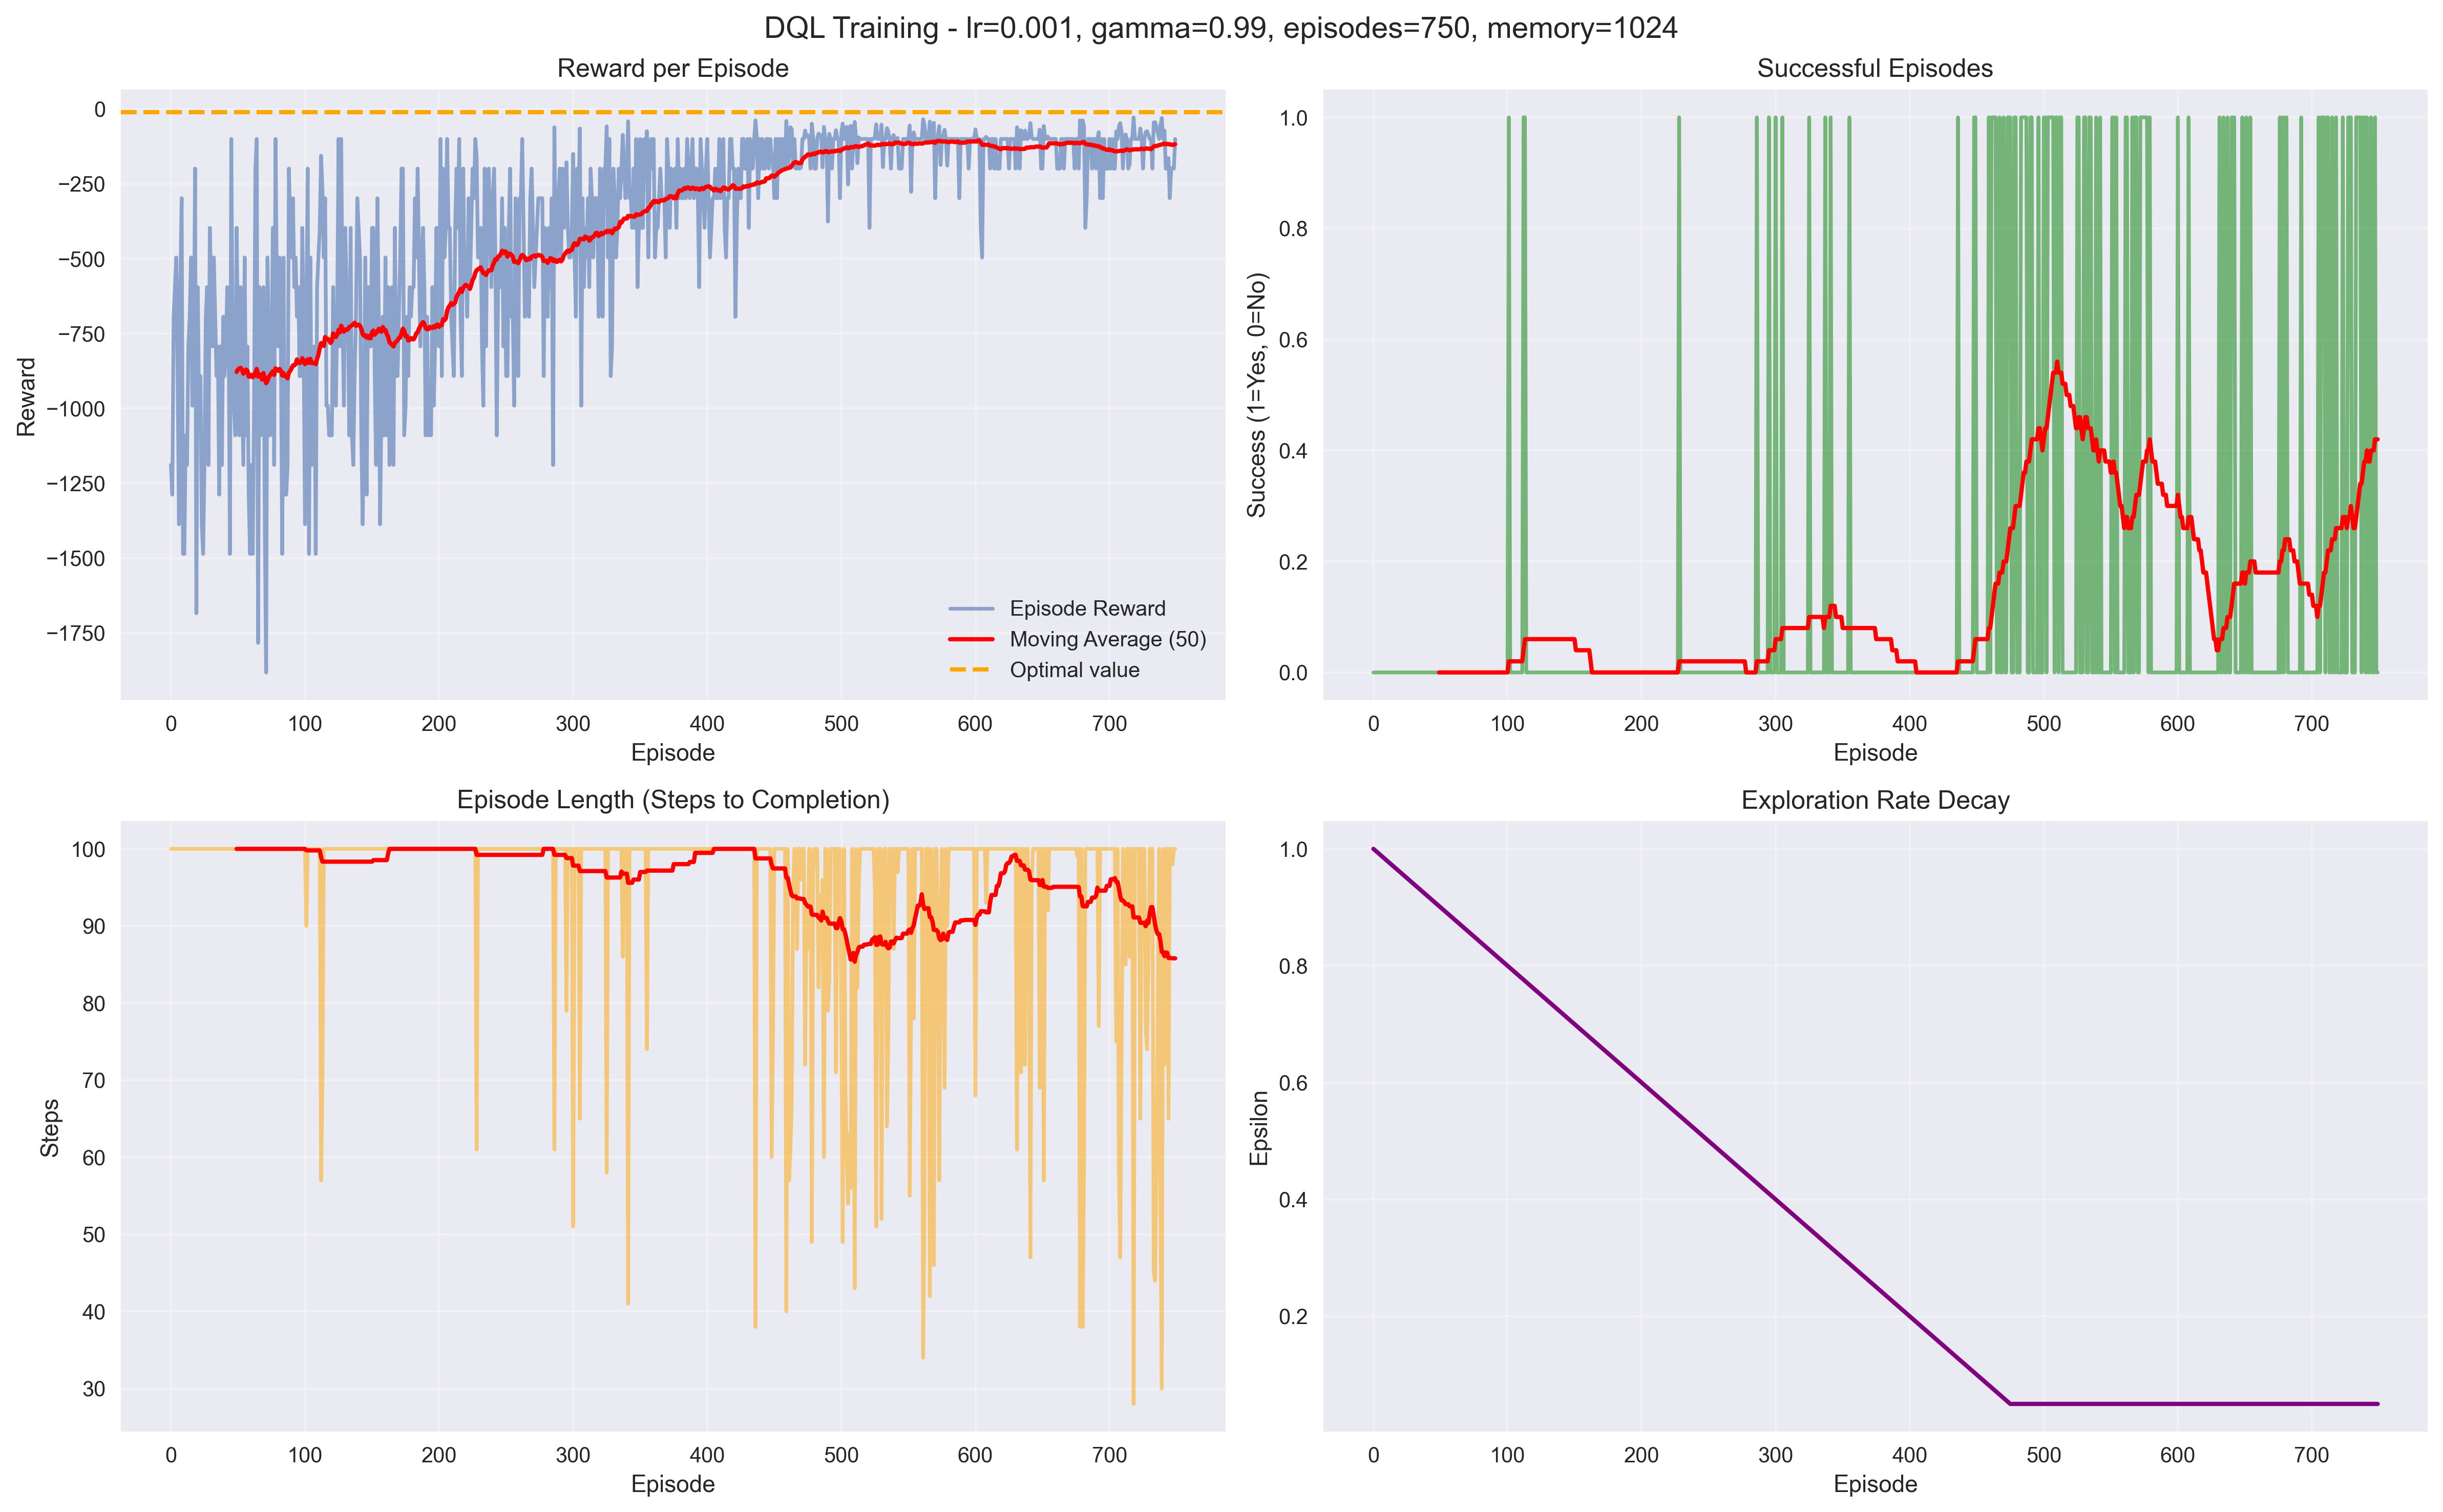 DQL Training - lr=0.001, gamma=0.99, episodes=750, memory=1024
Reward per Episode
0
−250
−500
−750
−1000
−1250
−1500
−1750
Reward
Episode Reward
Moving Average (50)
Optimal value
0 100 200 300 400 500 600 700
Episode
Successful Episodes
1.0
0.8
0.6
0.4
0.2
0.0
Success (1=Yes, 0=No)
0 100 200 300 400 500 600 700
Episode
Episode Length (Steps to Completion)
100
90
80
70
60
50
40
30
Steps
0 100 200 300 400 500 600 700
Episode
Exploration Rate Decay
1.0
0.8
0.6
0.4
0.2
Epsilon
0 100 200 300 400 500 600 700
Episode